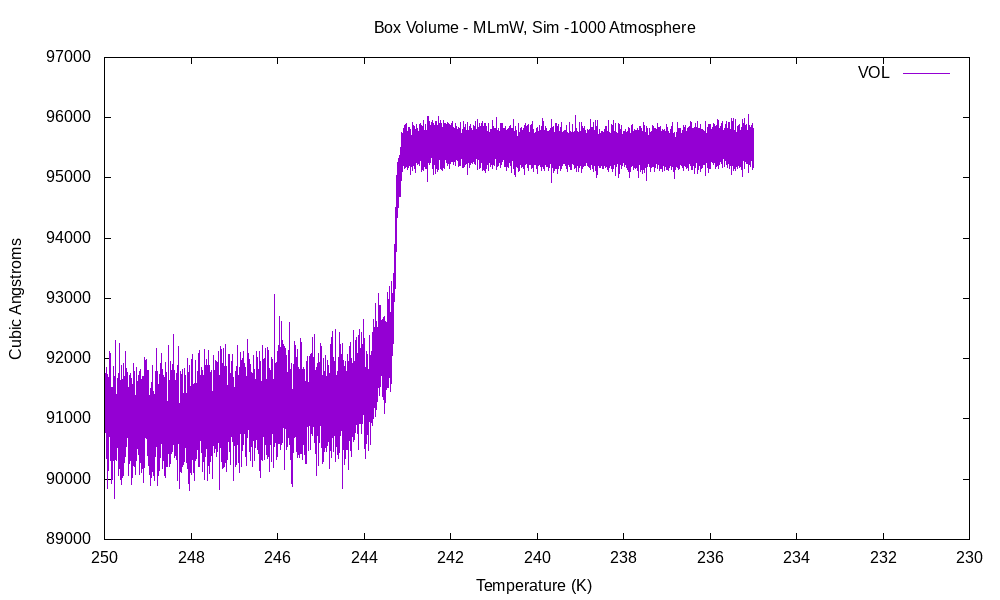 Box Volume - MLmW, Sim -1000 Atmosphere
97000
VOL
96000
95000
94000
93000
92000
91000
90000
89000
Cubic Angstroms
250 248 246 244 242 240 238 236 234 232 230
Temperature (K)